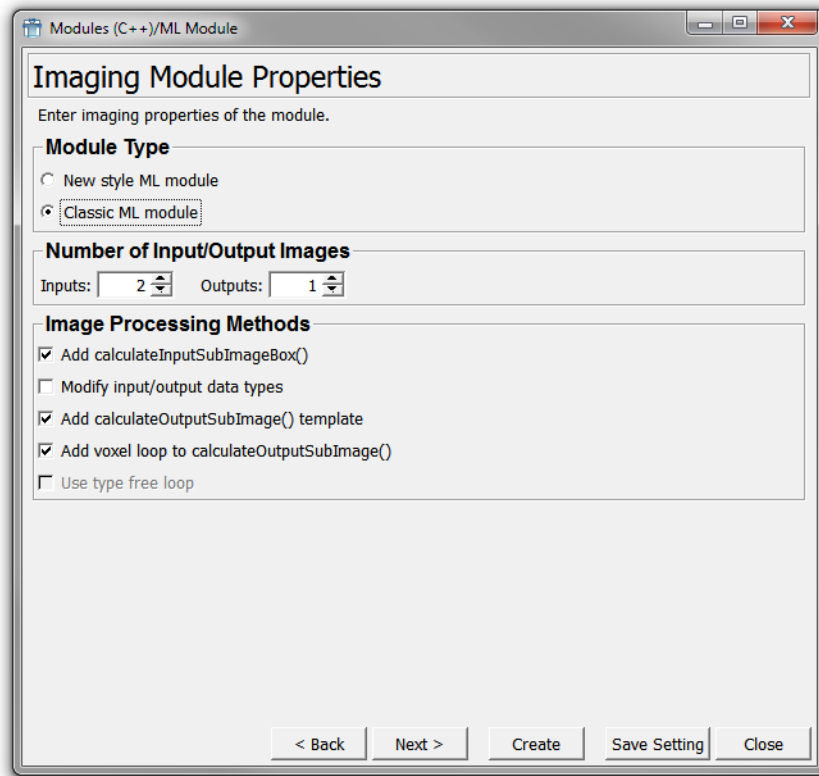 Modules (C++)/ML Module
Imaging Module Properties
Enter imaging properties of the module.
Module Type
New style ML module
Classic ML module
Number of Input/Output Images
Inputs: 2 Outputs: 1
Image Processing Methods
Add calculateInputSubImageBox()
Modify input/output data types
Add calculateOutputSubImage() template
Add voxel loop to calculateOutputSubImage()
Use type free loop
< Back Next > Create Save Setting Close